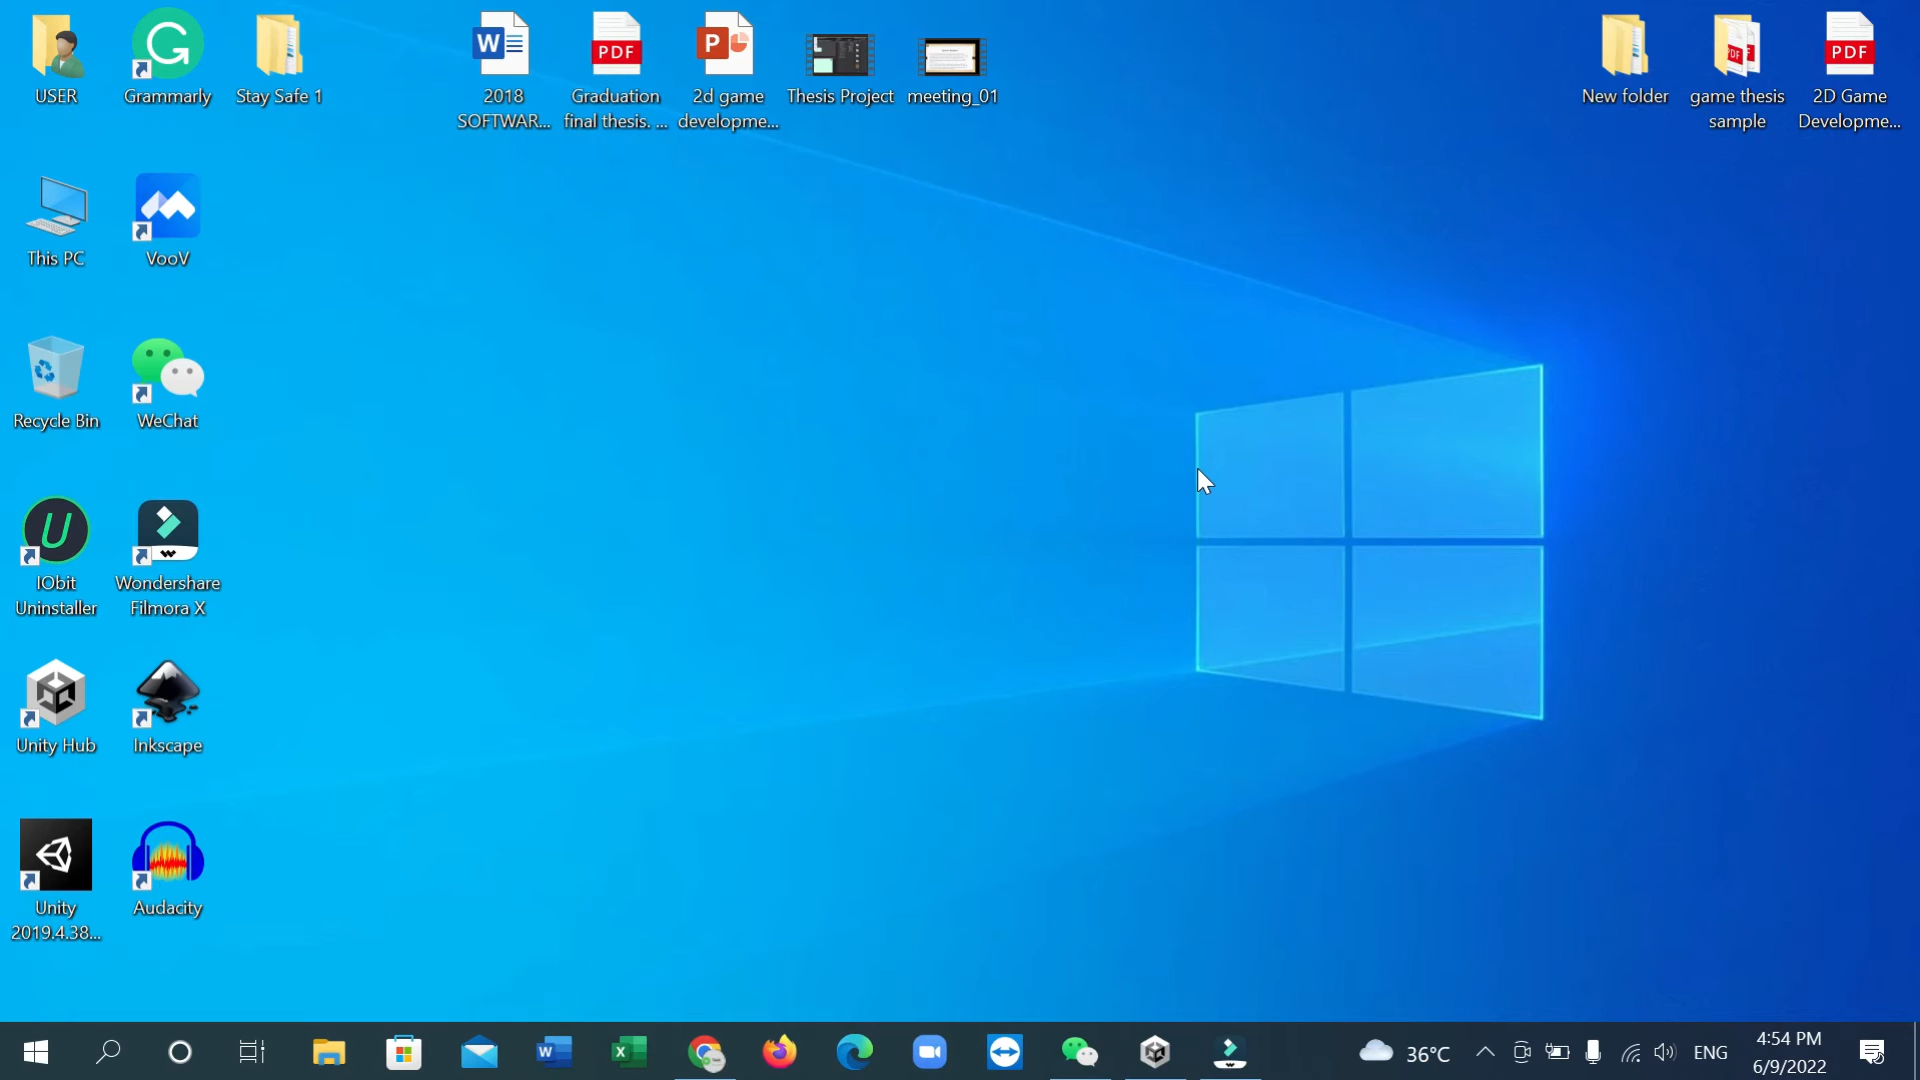 USER
Grammarly
Stay Safe 1
2018
SOFTWAR...
Graduation
final thesis. ...
2d game
developme...
Thesis Project
meeting_01
New folder
game thesis
sample
2D Game
Developme...
W
PDF
P
PDF
PDF
This PC
VooV
Recycle Bin
WeChat
IObit
Uninstaller
Wondershare
Filmora X
Unity Hub
Inkscape
Unity
2019.4.38...
Audacity
36°C
ENG
4:54 PM
6/9/2022